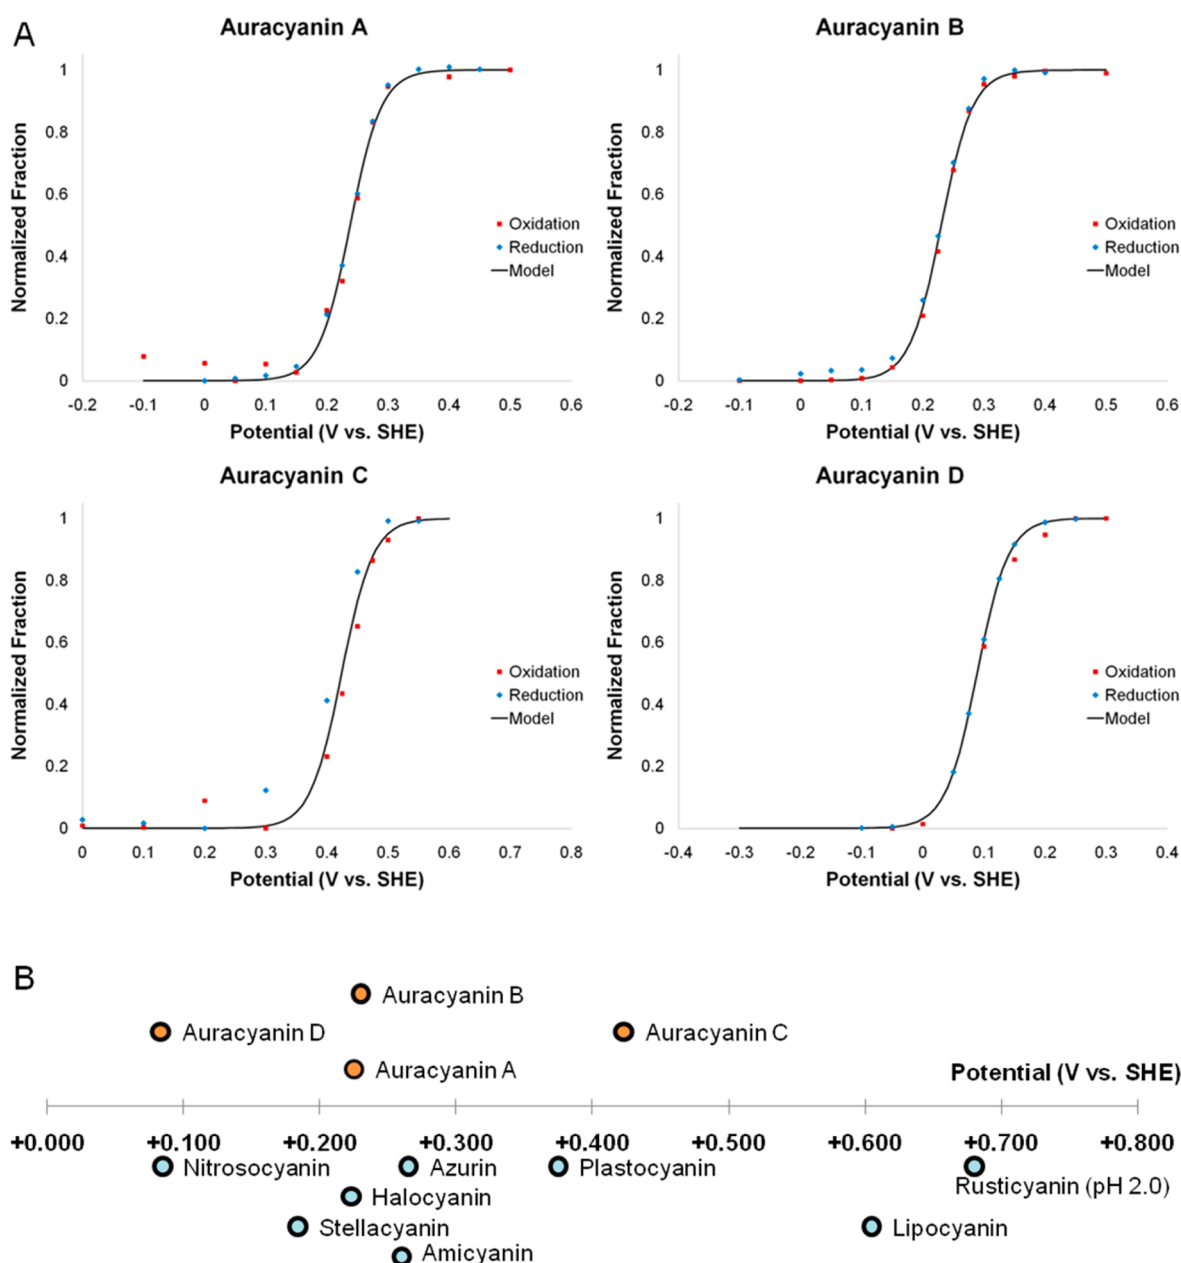 A
Auracyanin A
Normalized Fraction
1
0.8
0.6
0.4
0.2
0
-0.2 -0.1 0 0.1 0.2 0.3 0.4 0.5 0.6
Potential (V vs. SHE)
Oxidation
Reduction
Model
Auracyanin B
Normalized Fraction
1
0.8
0.6
0.4
0.2
0
-0.2 -0.1 0 0.1 0.2 0.3 0.4 0.5 0.6
Potential (V vs. SHE)
Oxidation
Reduction
Model
Auracyanin C
Normalized Fraction
1
0.8
0.6
0.4
0.2
0
0 0.1 0.2 0.3 0.4 0.5 0.6 0.7 0.8
Potential (V vs. SHE)
Oxidation
Reduction
Model
Auracyanin D
Normalized Fraction
1
0.8
0.6
0.4
0.2
0
-0.4 -0.3 -0.2 -0.1 0 0.1 0.2 0.3 0.4
Potential (V vs. SHE)
Oxidation
Reduction
Model
B
Auracyanin B
Auracyanin D Auracyanin C
Auracyanin A
Potential (V vs. SHE)
+0.000 +0.100 +0.200 +0.300 +0.400 +0.500 +0.600 +0.700 +0.800
Nitrosocyanin Azurin Plastocyanin
Rusticyanin (pH 2.0)
Halocyanin
Stellacyanin Lipocyanin
Amicyanin